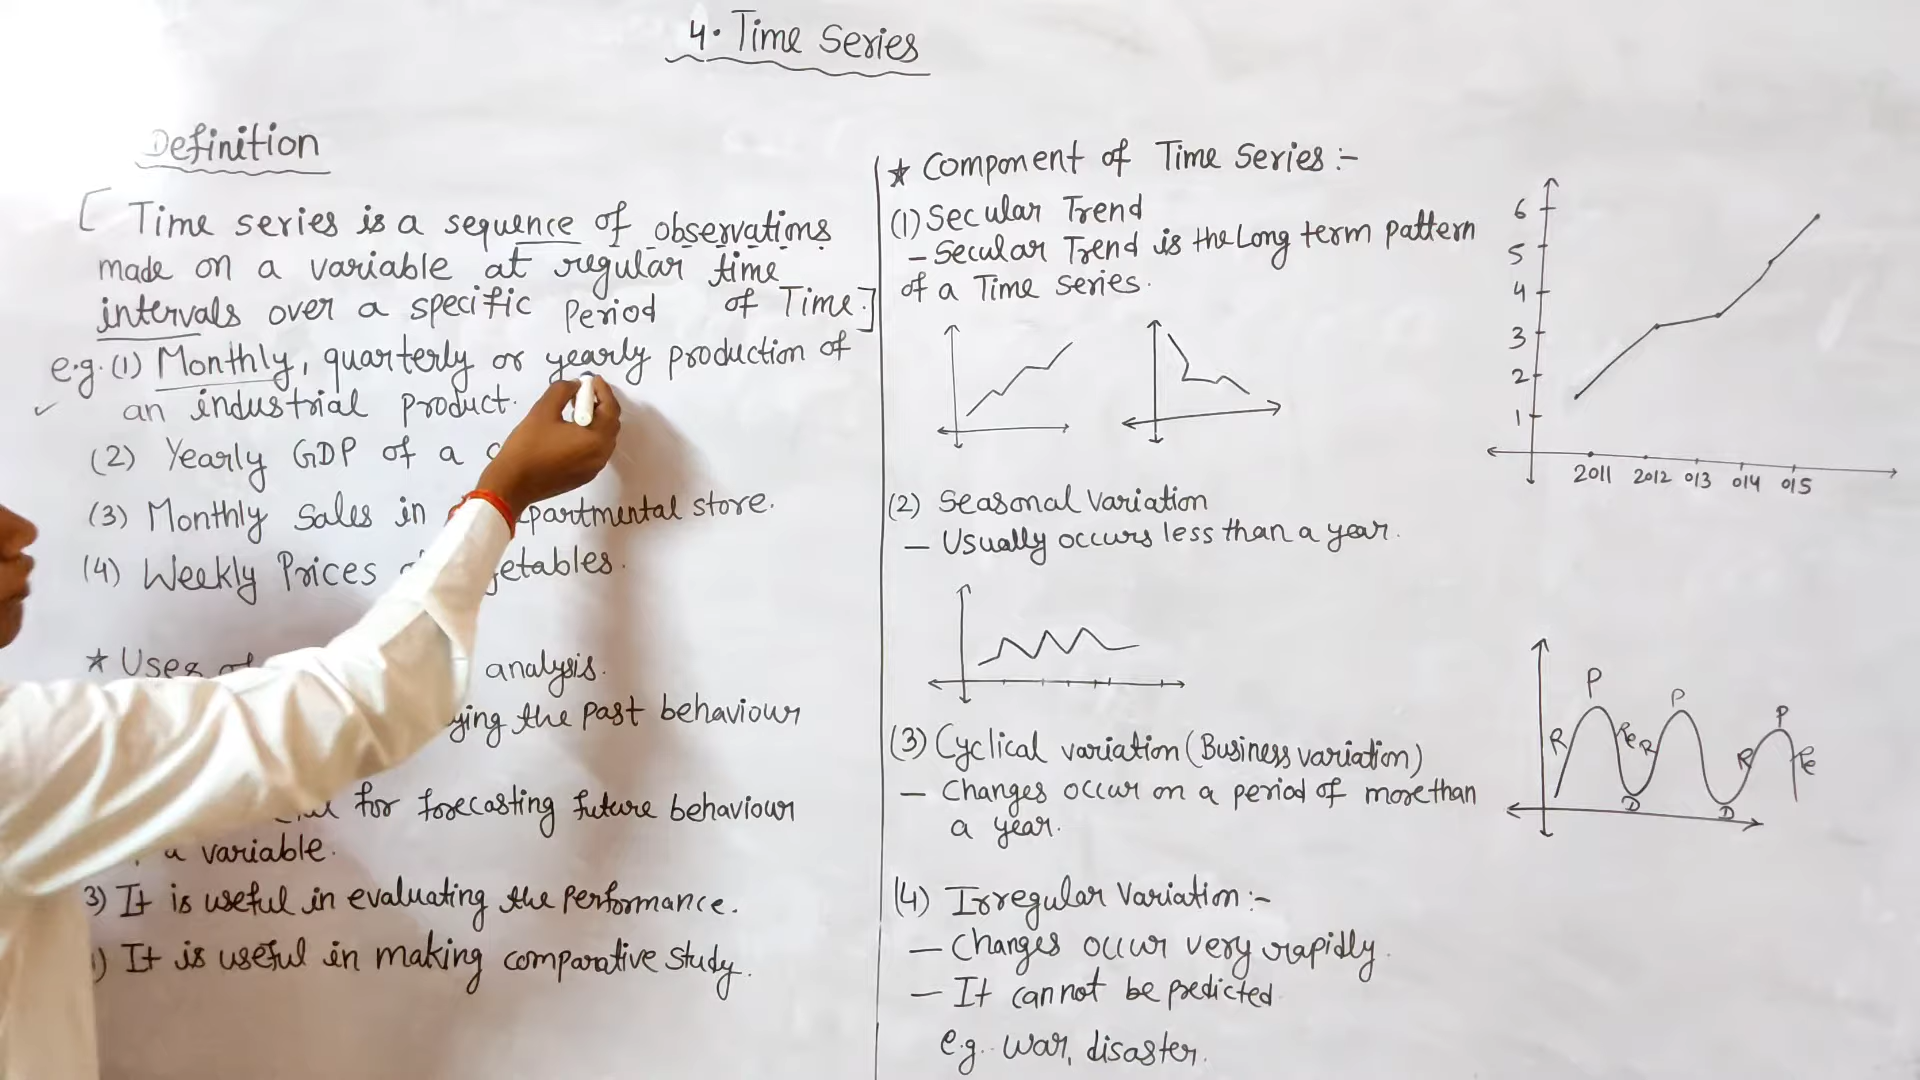 4. Time Series
Definition
[ Time series is a sequence of observations
made on a variable at regular time
intervals over a specific Period of Time.]
e.g. (1) Monthly, quarterly or yearly production of
an industrial product.
(2) Yearly GDP of a
(3) Monthly Sales in
store.
(4) Weekly Prices
★ Uses
analysis.
the past behaviour
for forecasting future behaviour
a variable.
3) It is useful in evaluating the performance.
) It is useful in making comparative study.
★ Component of Time Series :-
(1) Secular Trend
- Secular Trend is the Long term pattern
of a Time series.
(2) Seasonal Variation
- Usually occurs less than a year.
(3) Cyclical variation (Business variation)
- Changes occur on a period of more than
a year.
(4) Irregular Variation :-
- Changes occur very rapidly.
- It cannot be predicted
e.g. war, disaster.
6
5
4
3
2
1
2011 2012 013 014 015
P P P
R Re R R Re
D D